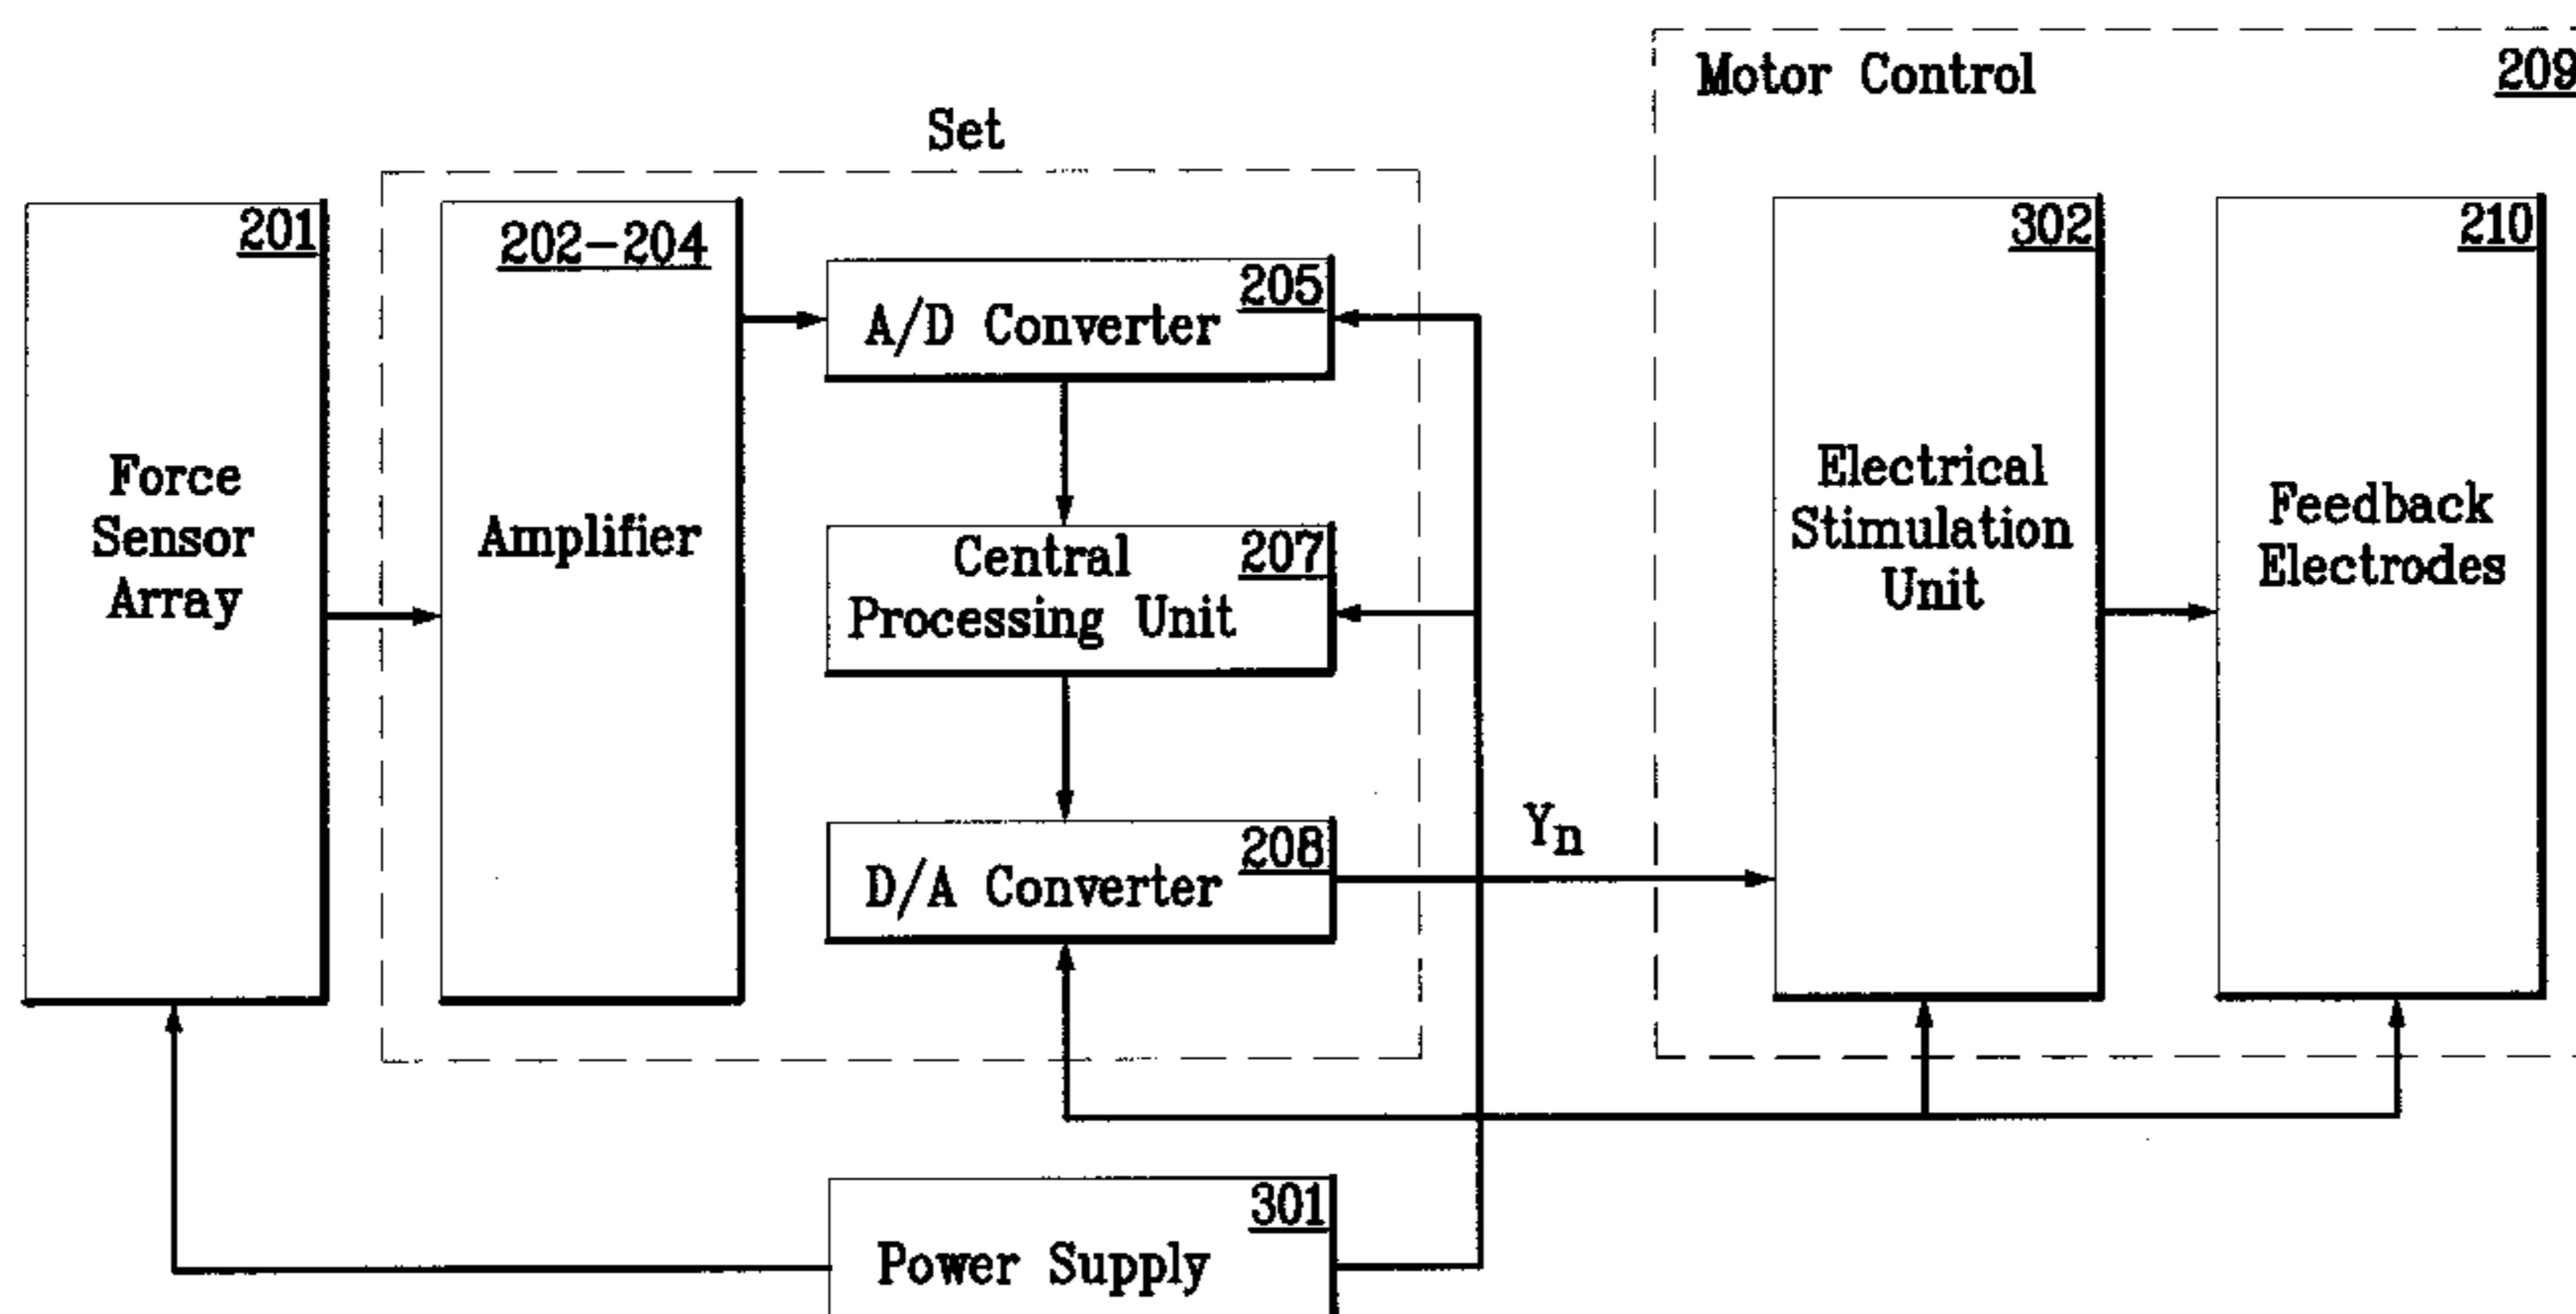 Motor Control
209
Set
201
Force
Sensor
Array
202-204
Amplifier
205
A/D Converter
207
Central
Processing Unit
208
D/A Converter
Yn
302
Electrical
Stimulation
Unit
210
Feedback
Electrodes
301
Power Supply